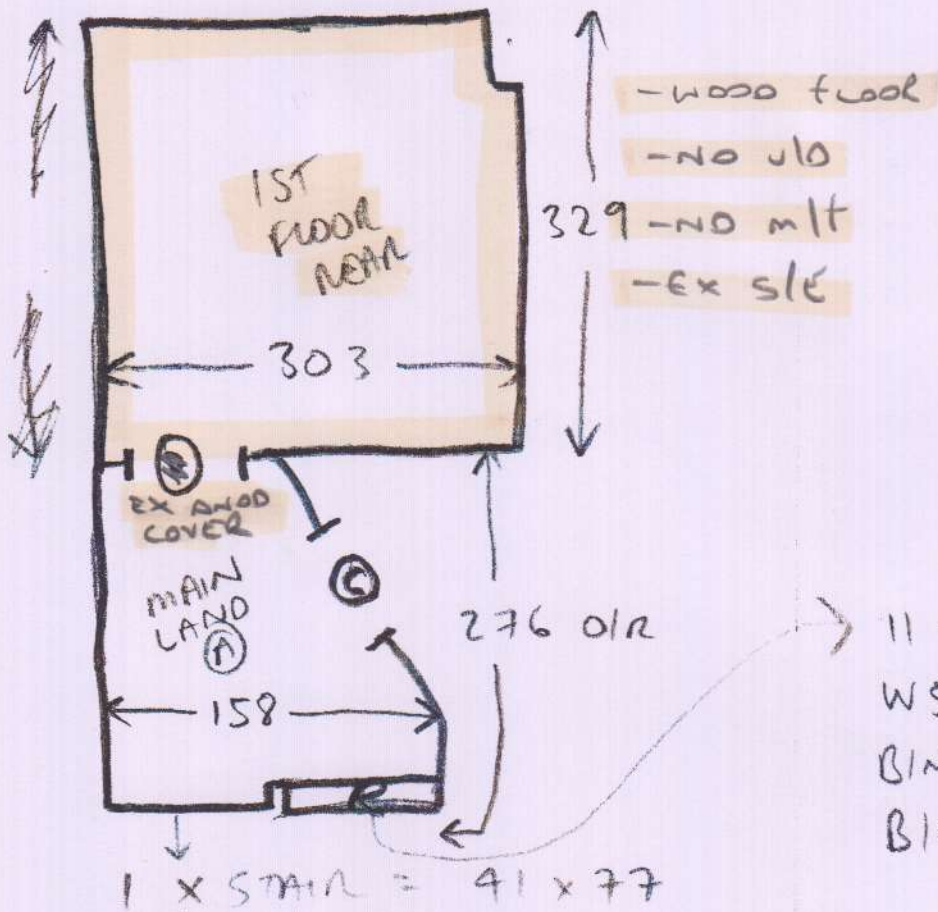 1ST
FLOOR
REAR
303
329
-WOOD FLOOR
-NO U/D
-NO m/t
-EX S/E
EX ANOD
COVER
MAIN
LAND
A
C
158
276 O/R
11
1 X STAIR = 41 x 77